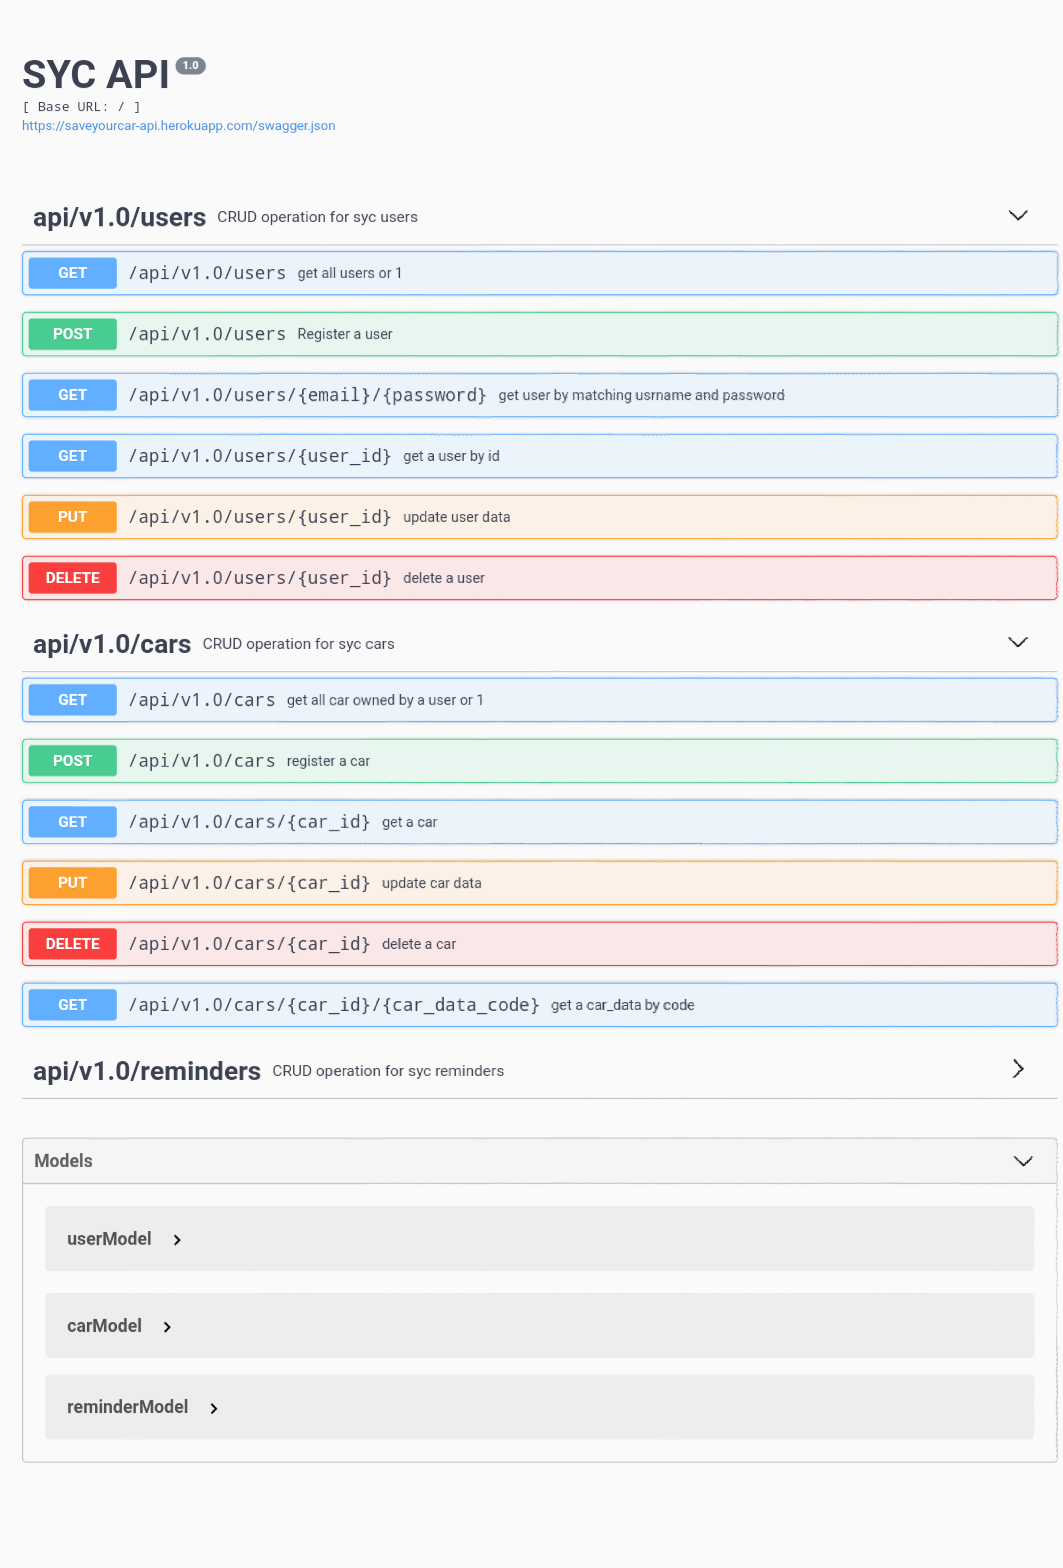 SYC API 1.0
[ Base URL: / ]
https://saveyourcar-api.herokuapp.com/swagger.json
api/v1.0/users CRUD operation for syc users
GET /api/v1.0/users get all users or 1
POST /api/v1.0/users Register a user
GET /api/v1.0/users/{email}/{password} get user by matching usrname and password
GET /api/v1.0/users/{user_id} get a user by id
PUT /api/v1.0/users/{user_id} update user data
DELETE /api/v1.0/users/{user_id} delete a user
api/v1.0/cars CRUD operation for syc cars
GET /api/v1.0/cars get all car owned by a user or 1
POST /api/v1.0/cars register a car
GET /api/v1.0/cars/{car_id} get a car
PUT /api/v1.0/cars/{car_id} update car data
DELETE /api/v1.0/cars/{car_id} delete a car
GET /api/v1.0/cars/{car_id}/{car_data_code} get a car_data by code
api/v1.0/reminders CRUD operation for syc reminders
Models
userModel
carModel
reminderModel